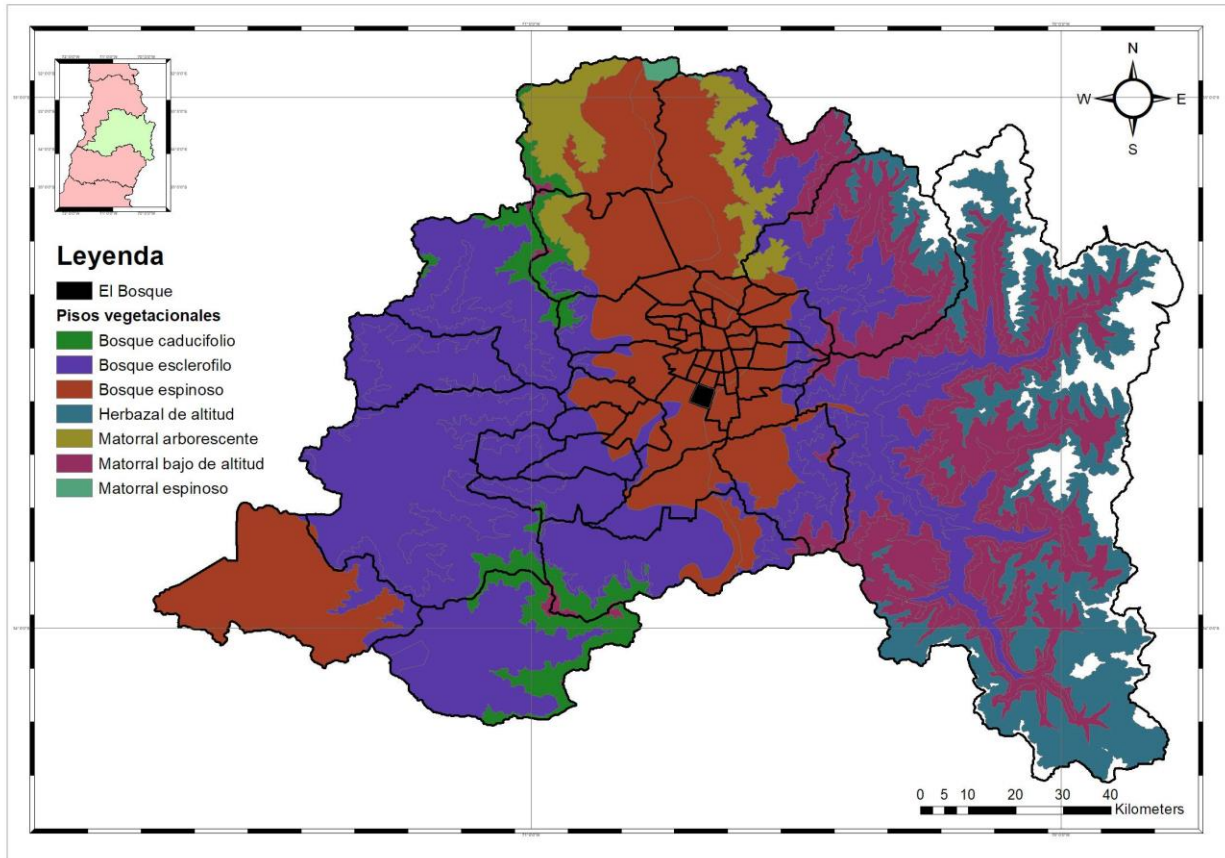 N
W E
S
Leyenda
El Bosque
Pisos vegetacionales
Bosque caducifolio
Bosque esclerofilo
Bosque espinoso
Herbazal de altitud
Matorral arborescente
Matorral bajo de altitud
Matorral espinoso
0 5 10 20 30 40
Kilometers